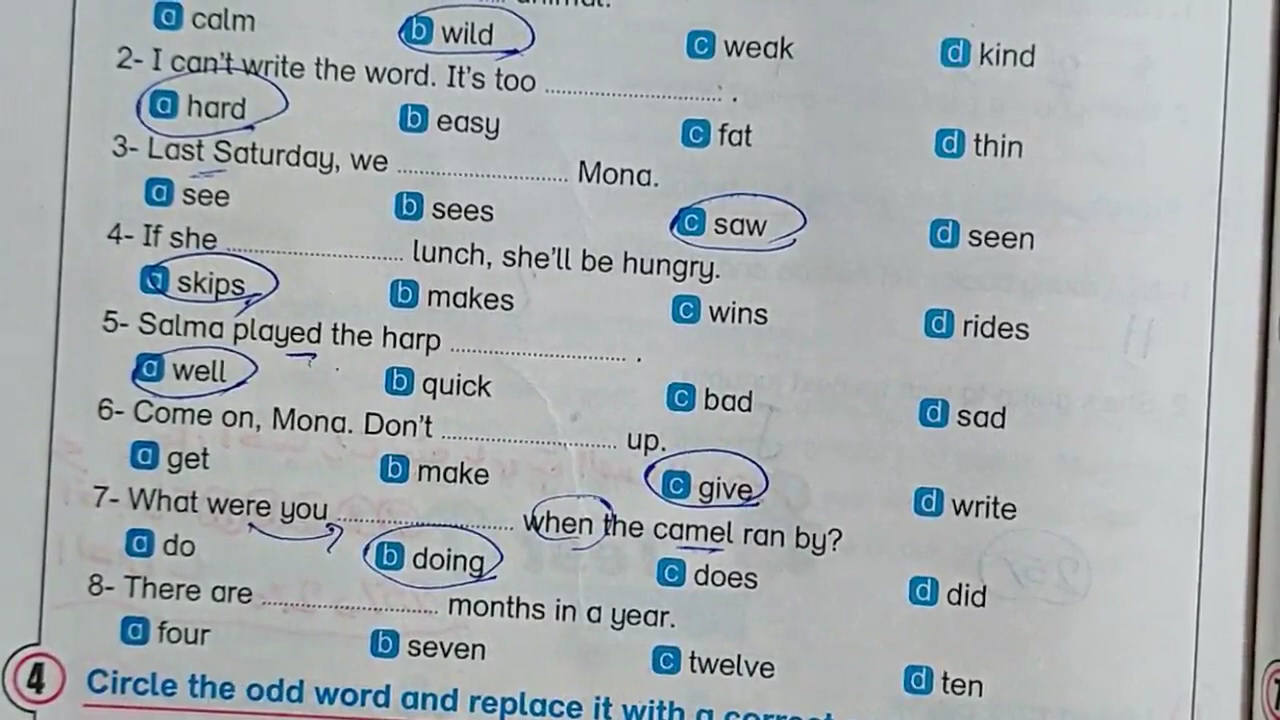 a calm b wild c weak d kind
2- I can't write the word. It's too .......................... .
a hard b easy c fat d thin
3- Last Saturday, we .......................... Mona.
a see b sees c saw d seen
4- If she .......................... lunch, she'll be hungry.
a skips b makes c wins d rides
5- Salma played the harp .......................... .
a well b quick c bad d sad
6- Come on, Mona. Don't .......................... up.
a get b make c give d write
7- What were you .......................... when the camel ran by?
a do b doing c does d did
8- There are .......................... months in a year.
a four b seven c twelve d ten
4 Circle the odd word and replace it with a